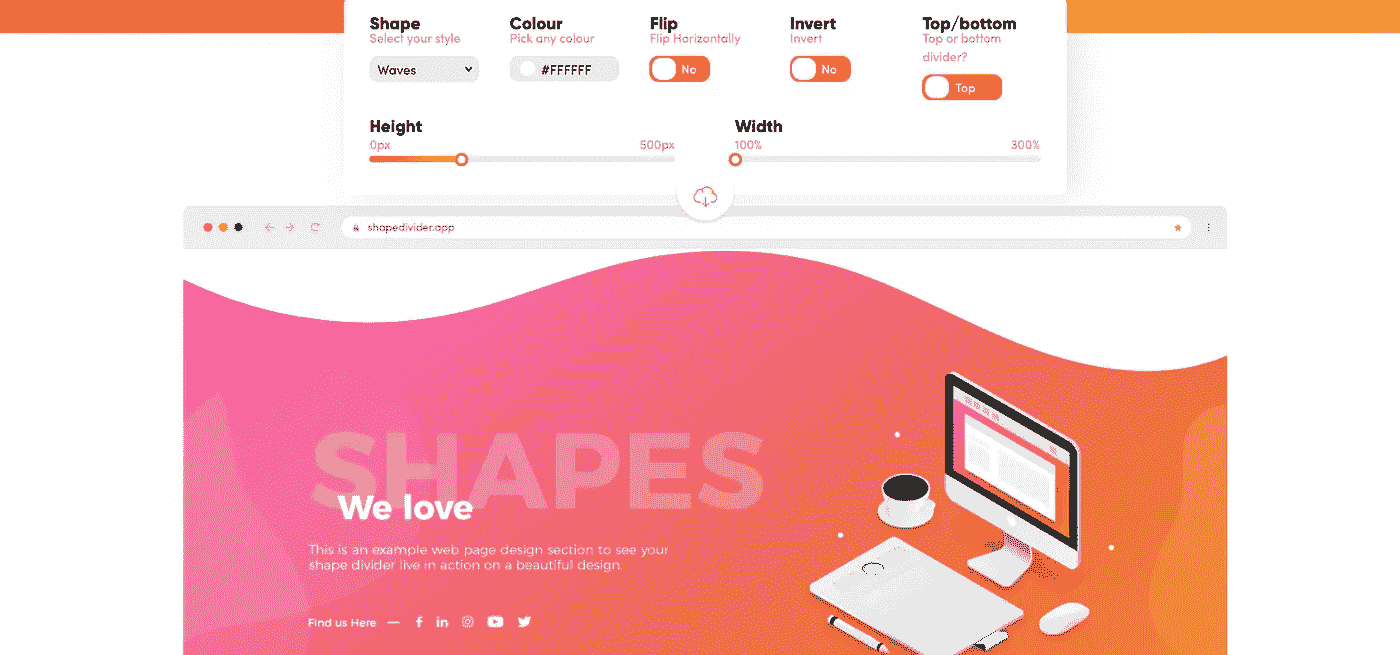 Shape
Select your style
Waves
Colour
Pick any colour
#FFFFFF
Flip
Flip Horizontally
No
Invert
Invert
No
Top/bottom
Top or bottom
divider?
Top
Height
0px 500px
Width
100% 300%
shapedivider.app
SHAPES
We love
This is an example web page design section to see your
shape divider live in action on a beautiful design.
Find us Here —